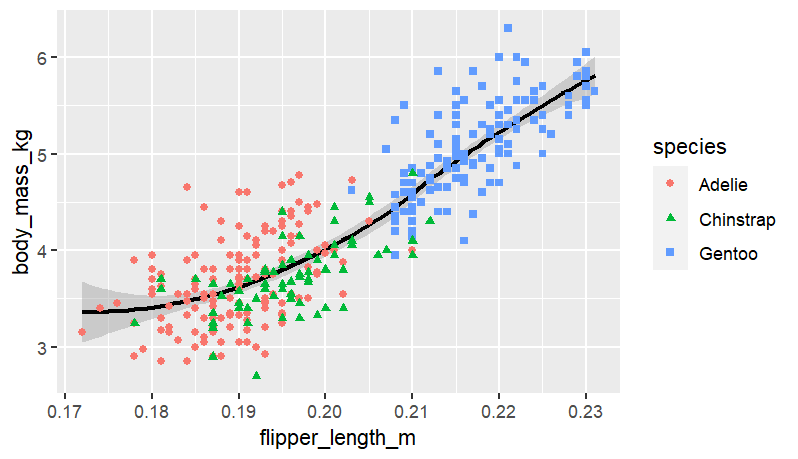 6
5
4
3
body_mass_kg
0.17 0.18 0.19 0.20 0.21 0.22 0.23
flipper_length_m
species
Adelie
Chinstrap
Gentoo